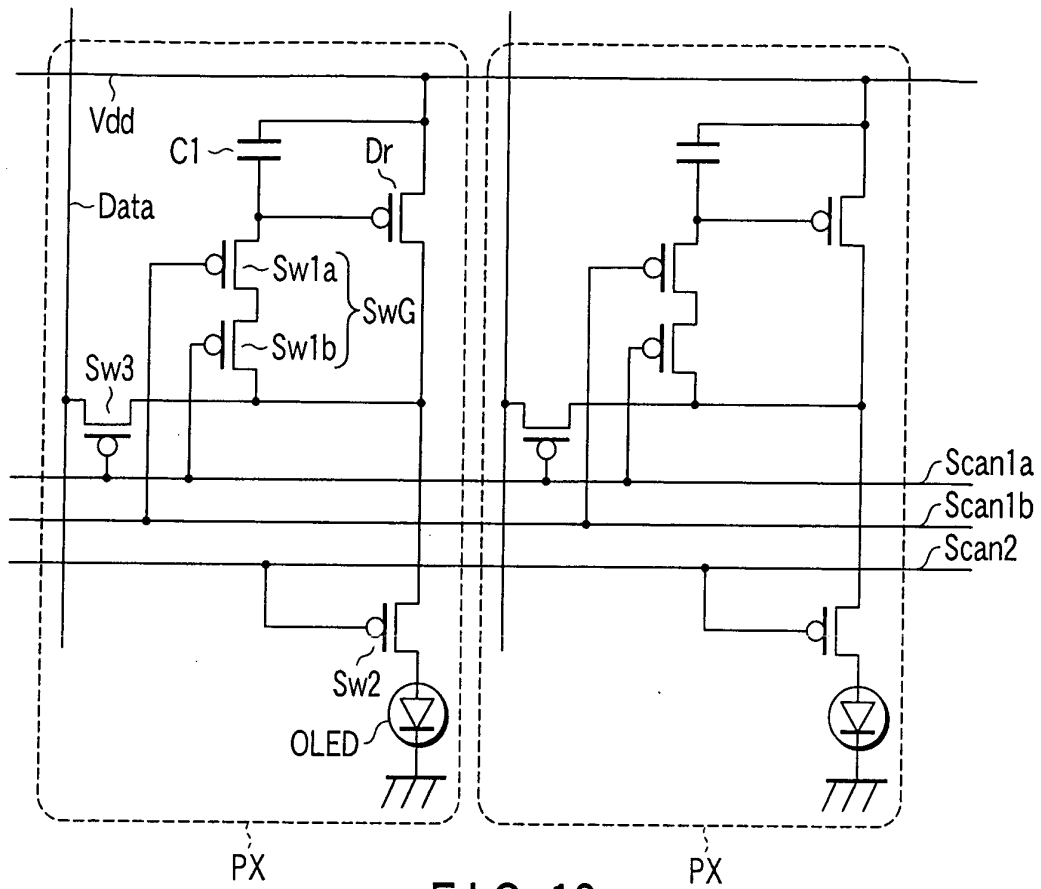 Vdd
C1
Dr
Data
Sw1a
SwG
Sw1b
Sw3
Scan1a
Scan1b
Scan2
Sw2
OLED
PX
PX